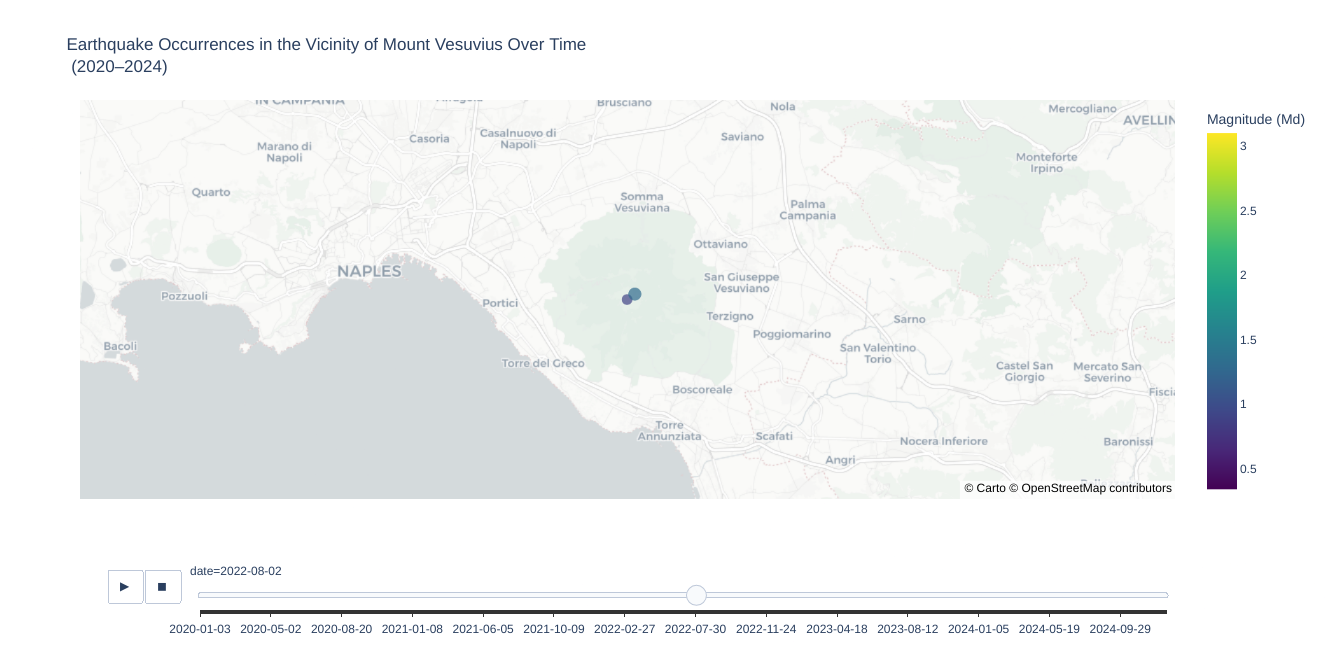 Earthquake Occurrences in the Vicinity of Mount Vesuvius Over Time
(2020–2024)
IN CAMPANIA
Brusciano
Nola
Mercogliano
AVELLIN
Marano di
Napoli
Casoria
Casalnuovo di
Napoli
Saviano
Monteforte
Irpino
Quarto
Somma
Vesuviana
Palma
Campania
Ottaviano
NAPLES
San Giuseppe
Vesuviano
Pozzuoli
Portici
Terzigno
Poggiomarino
Sarno
Bacoli
San Valentino
Torio
Torre del Greco
Castel San
Giorgio
Mercato San
Severino
Boscoreale
Fiscia
Torre
Annunziata
Scafati
Nocera Inferiore
Baronissi
Angri
© Carto © OpenStreetMap contributors
Magnitude (Md)
3
2.5
2
1.5
1
0.5
▶ ■
date=2022-08-02
2020-01-03 2020-05-02 2020-08-20 2021-01-08 2021-06-05 2021-10-09 2022-02-27 2022-07-30 2022-11-24 2023-04-18 2023-08-12 2024-01-05 2024-05-19 2024-09-29